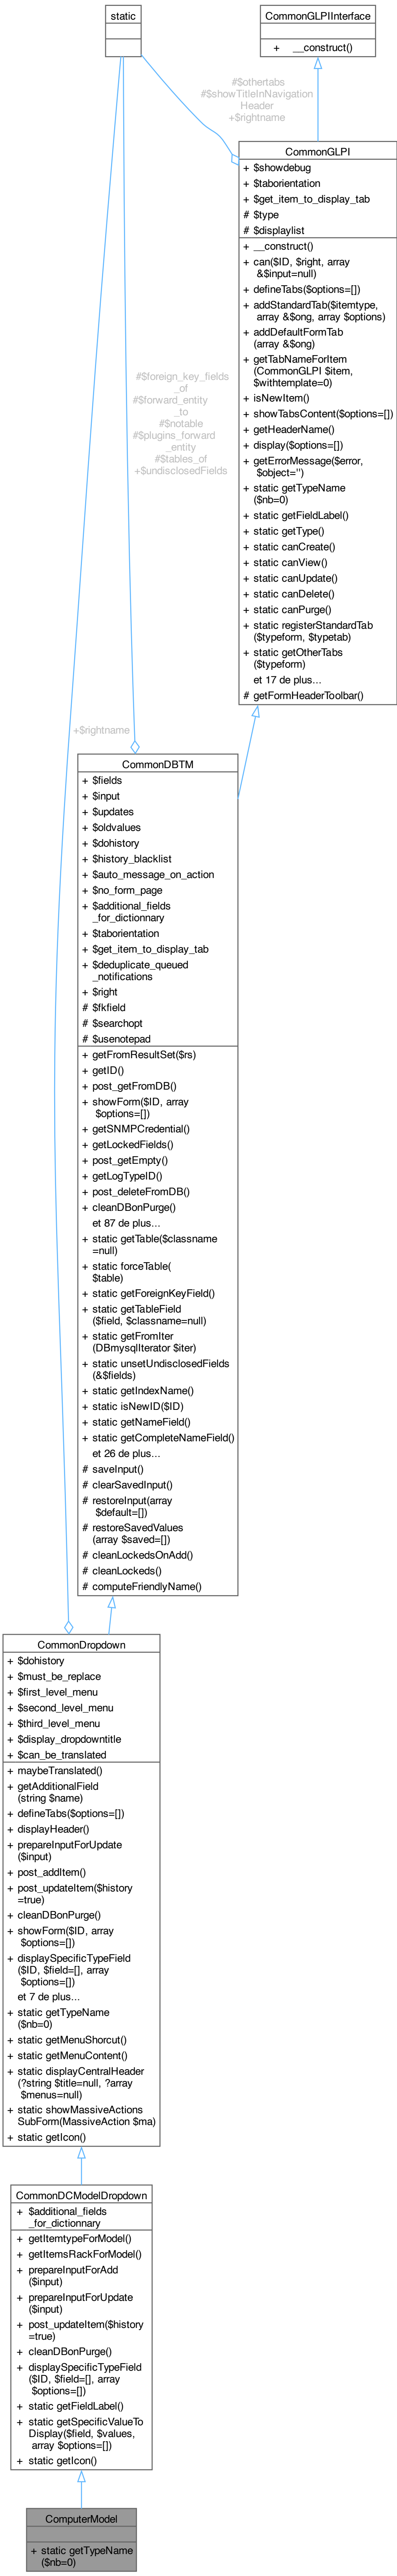 static
CommonGLPIInterface
+ __construct()
#$othertabs
#$showTitleInNavigation
Header
+$rightname
CommonGLPI
+ $showdebug
+ $taborientation
+ $get_item_to_display_tab
# $type
# $displaylist
+ __construct()
+ can($ID, $right, array
&$input=null)
+ defineTabs($options=[])
+ addStandardTab($itemtype,
array &$ong, array $options)
+ addDefaultFormTab
(array &$ong)
+ getTabNameForItem
(CommonGLPI $item,
$withtemplate=0)
+ isNewItem()
+ showTabsContent($options=[])
+ getHeaderName()
+ display($options=[])
+ getErrorMessage($error,
$object='')
+ static getTypeName
($nb=0)
+ static getFieldLabel()
+ static getType()
+ static canCreate()
+ static canView()
+ static canUpdate()
+ static canDelete()
+ static canPurge()
+ static registerStandardTab
($typeform, $typetab)
+ static getOtherTabs
($typeform)
et 17 de plus...
# getFormHeaderToolbar()
#$foreign_key_fields
_of
#$forward_entity
_to
#$notable
#$plugins_forward
_entity
#$tables_of
+$undisclosedFields
+$rightname
CommonDBTM
+ $fields
+ $input
+ $updates
+ $oldvalues
+ $dohistory
+ $history_blacklist
+ $auto_message_on_action
+ $no_form_page
+ $additional_fields
_for_dictionnary
+ $taborientation
+ $get_item_to_display_tab
+ $deduplicate_queued
_notifications
+ $right
# $fkfield
# $searchopt
# $usenotepad
+ getFromResultSet($rs)
+ getID()
+ post_getFromDB()
+ showForm($ID, array
$options=[])
+ getSNMPCredential()
+ getLockedFields()
+ post_getEmpty()
+ getLogTypeID()
+ post_deleteFromDB()
+ cleanDBonPurge()
et 87 de plus...
+ static getTable($classname
=null)
+ static forceTable(
$table)
+ static getForeignKeyField()
+ static getTableField
($field, $classname=null)
+ static getFromIter
(DBmysqlIterator $iter)
+ static unsetUndisclosedFields
(&$fields)
+ static getIndexName()
+ static isNewID($ID)
+ static getNameField()
+ static getCompleteNameField()
et 26 de plus...
# saveInput()
# clearSavedInput()
# restoreInput(array
$default=[])
# restoreSavedValues
(array $saved=[])
# cleanLockedsOnAdd()
# cleanLockeds()
# computeFriendlyName()
CommonDropdown
+ $dohistory
+ $must_be_replace
+ $first_level_menu
+ $second_level_menu
+ $third_level_menu
+ $display_dropdowntitle
+ $can_be_translated
+ maybeTranslated()
+ getAdditionalField
(string $name)
+ defineTabs($options=[])
+ displayHeader()
+ prepareInputForUpdate
($input)
+ post_addItem()
+ post_updateItem($history
=true)
+ cleanDBonPurge()
+ showForm($ID, array
$options=[])
+ displaySpecificTypeField
($ID, $field=[], array
$options=[])
et 7 de plus...
+ static getTypeName
($nb=0)
+ static getMenuShorcut()
+ static getMenuContent()
+ static displayCentralHeader
(?string $title=null, ?array
$menus=null)
+ static showMassiveActions
SubForm(MassiveAction $ma)
+ static getIcon()
CommonDCModelDropdown
+ $additional_fields
_for_dictionnary
+ getItemtypeForModel()
+ getItemsRackForModel()
+ prepareInputForAdd
($input)
+ prepareInputForUpdate
($input)
+ post_updateItem($history
=true)
+ cleanDBonPurge()
+ displaySpecificTypeField
($ID, $field=[], array
$options=[])
+ static getFieldLabel()
+ static getSpecificValueTo
Display($field, $values,
array $options=[])
+ static getIcon()
ComputerModel
+ static getTypeName
($nb=0)